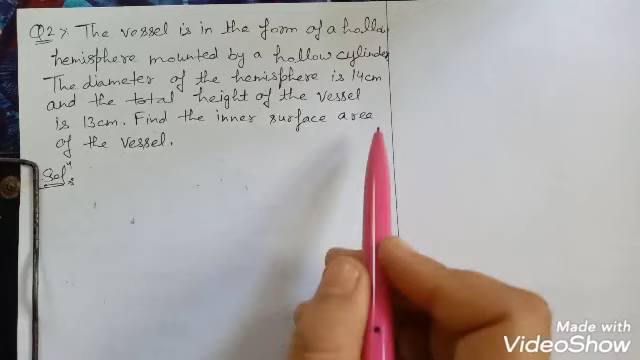 Q2 The vessel is in the form of a hollow
hemisphere mounted by a hollow cylinder
The diameter of the hemisphere is 14cm
and the total height of the vessel
is 13cm. Find the inner surface area
of the vessel.
Solⁿ:
Made with
VideoShow